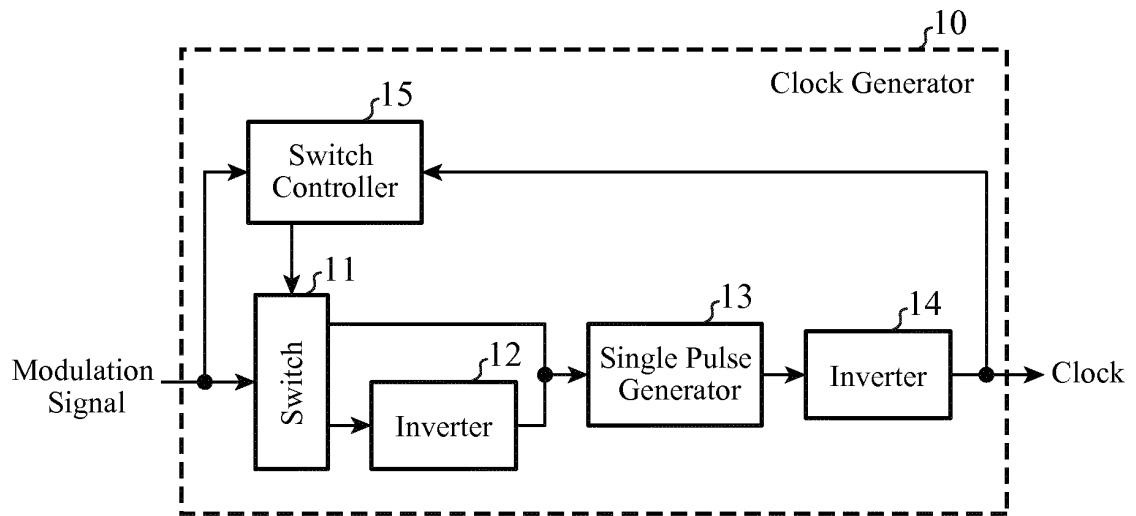 10
Clock Generator
15
Switch
Controller
11
Switch
12
Inverter
13
Single Pulse
Generator
14
Inverter
Modulation
Signal
Clock